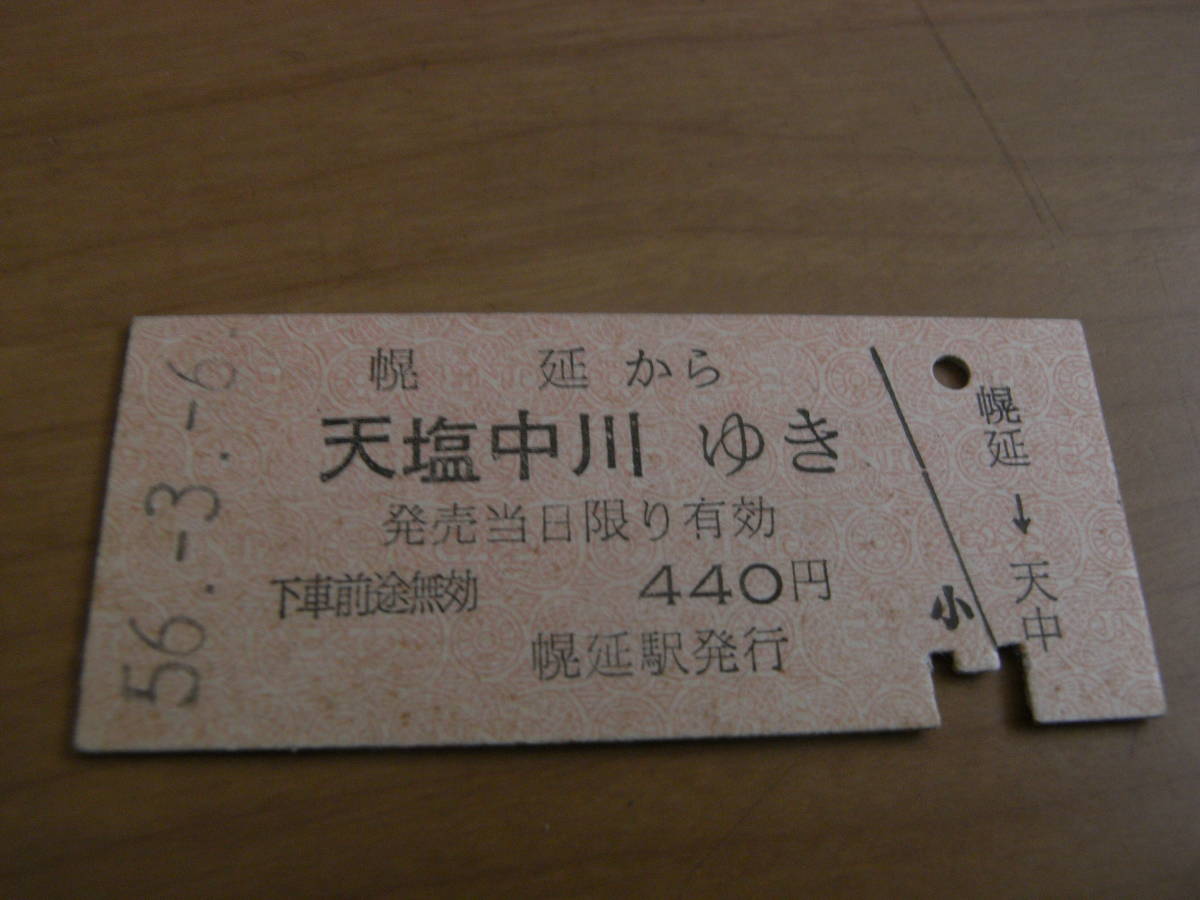 56.-3.-6.
幌　延から
天塩中川 ゆき
発売当日限り有効
下車前途無効 440円
幌延駅発行
小
幌延→天中